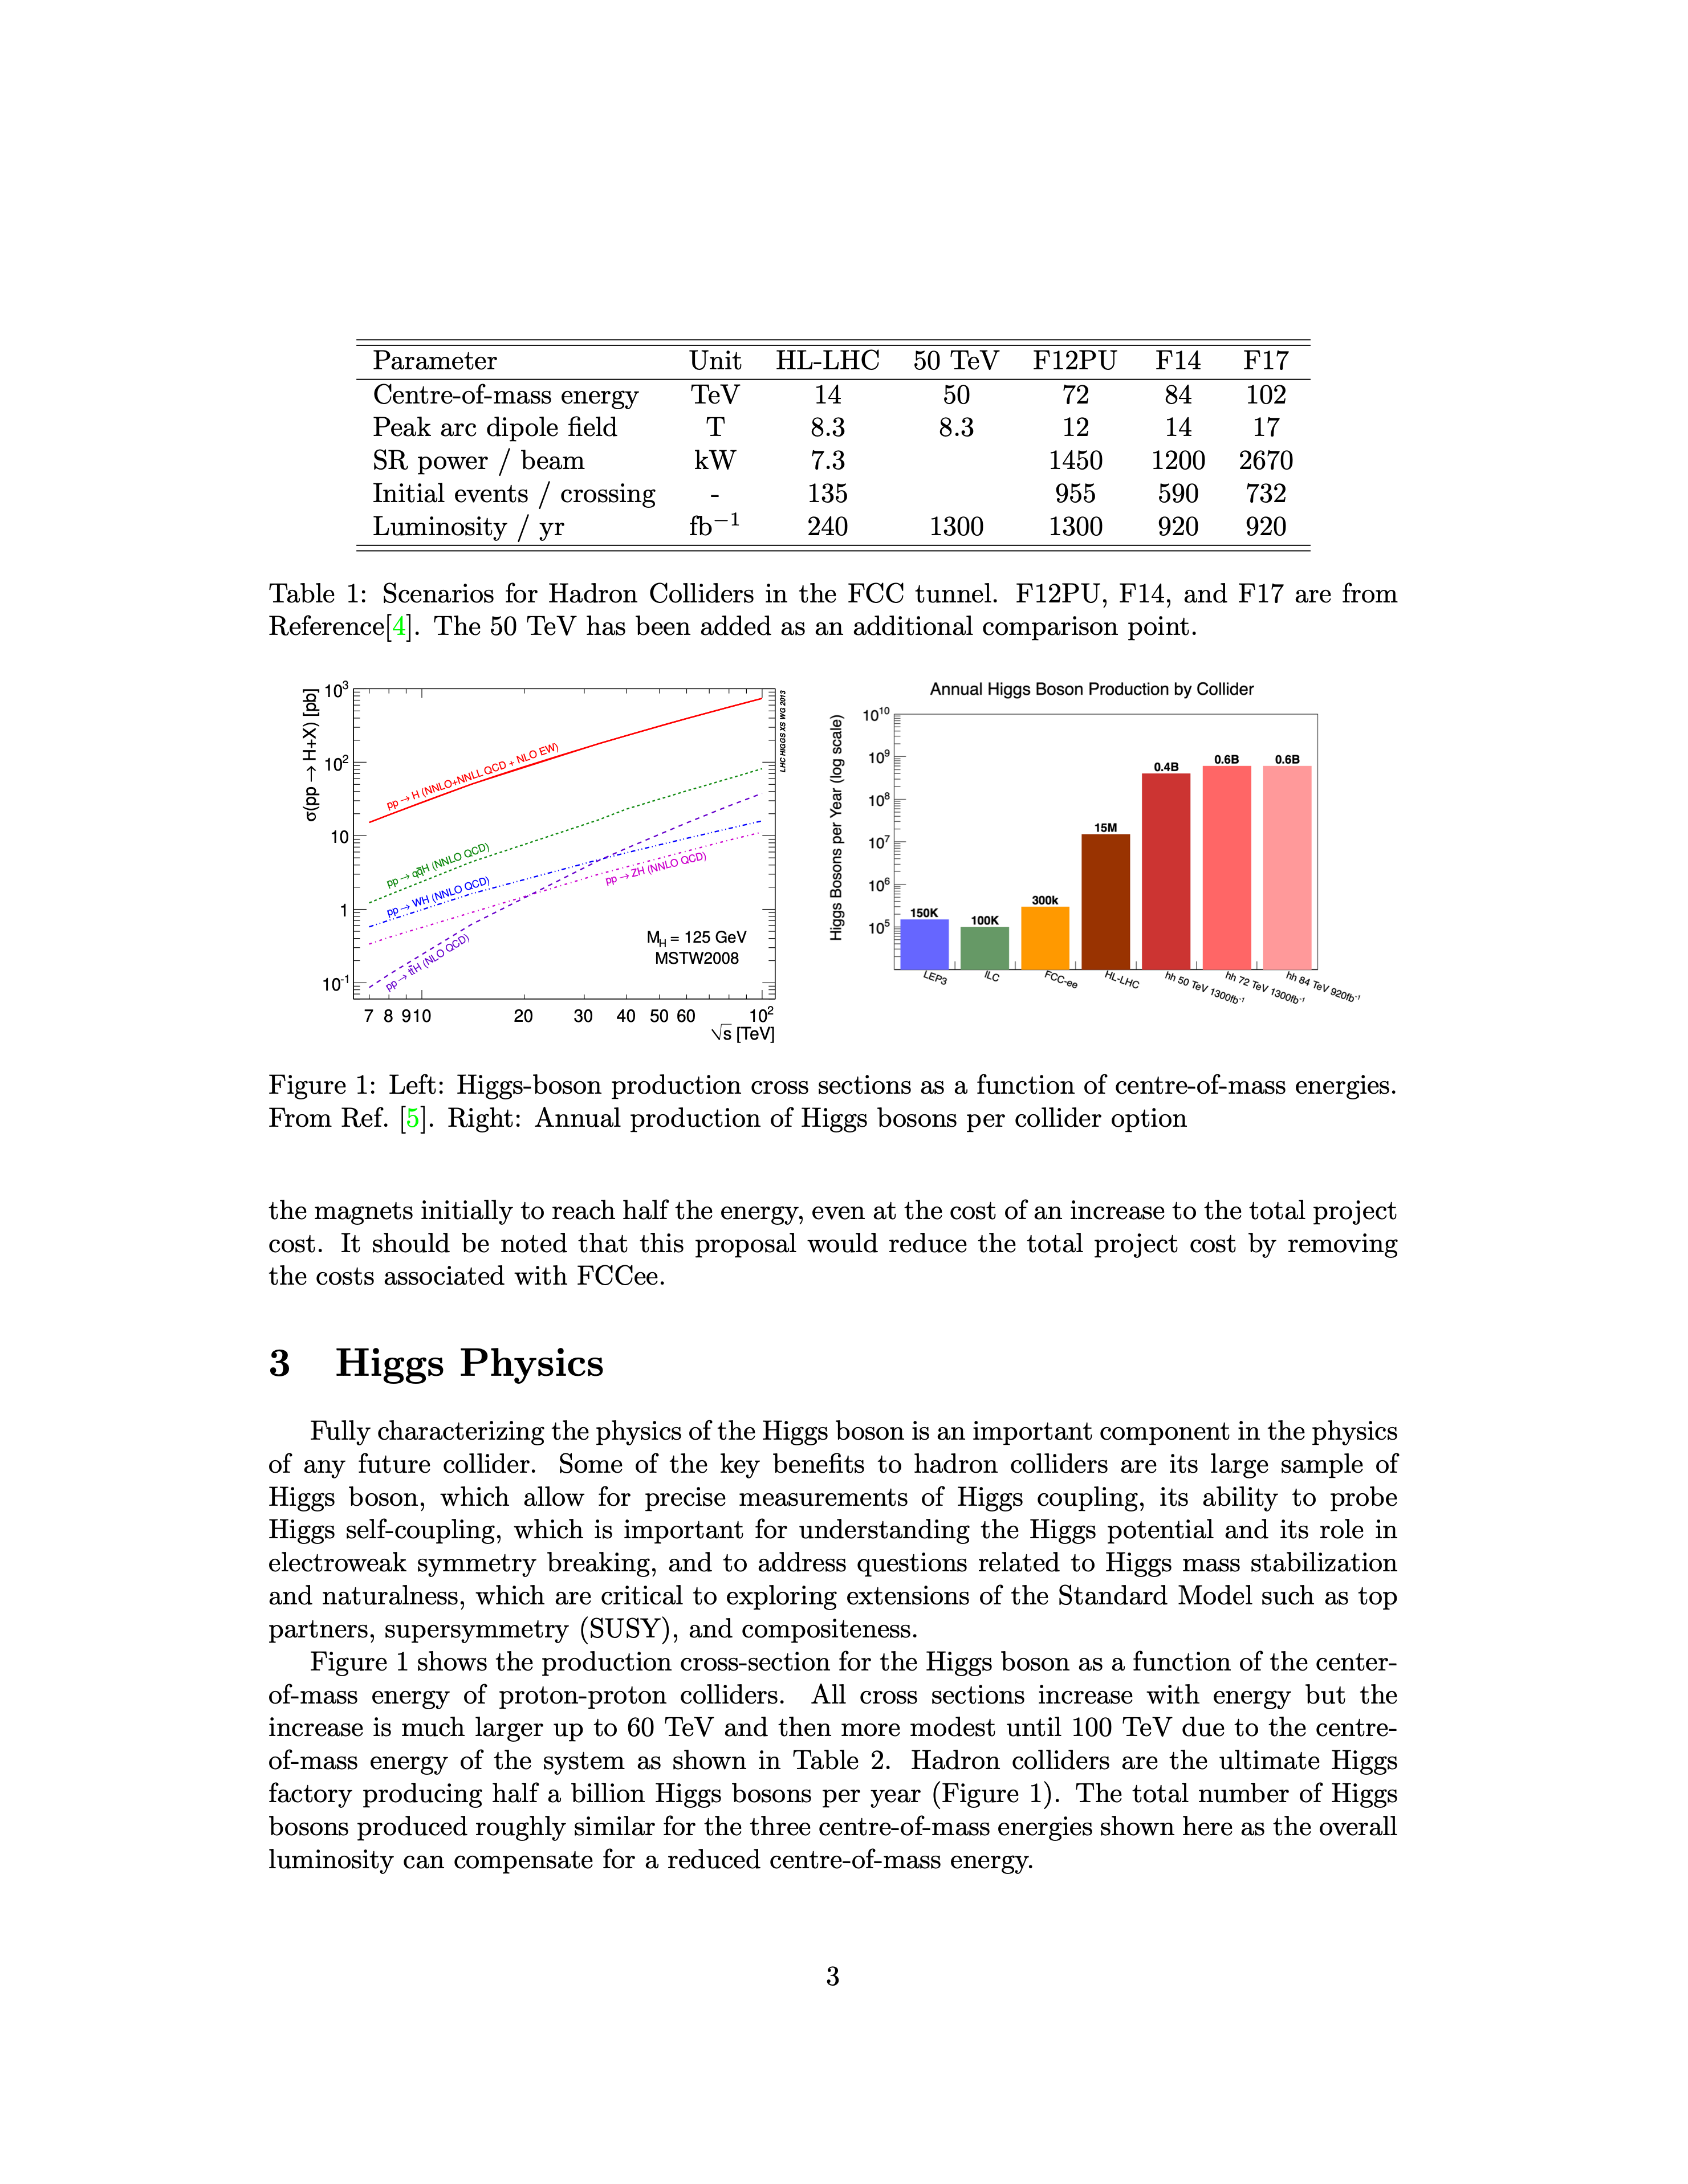 Parameter Unit HL-LHC 50 TeV F12PU F14 F17
Centre-of-mass energy TeV 14 50 72 84 102
Peak arc dipole field T 8.3 8.3 12 14 17
SR power / beam kW 7.3 1450 1200 2670
Initial events / crossing - 135 955 590 732
Luminosity / yr fb⁻¹ 240 1300 1300 920 920
Table 1: Scenarios for Hadron Colliders in the FCC tunnel. F12PU, F14, and F17 are from
Reference[4]. The 50 TeV has been added as an additional comparison point.
σ(pp → H+X) [pb]
10³
10²
10
1
10⁻¹
pp → H (NNLO+NNLL QCD + NLO EW)
pp → qq̄H (NNLO QCD)
pp → WH (NNLO QCD)
pp → ZH (NNLO QCD)
pp → tt̄H (NLO QCD)
M_H = 125 GeV
MSTW2008
LHC HIGGS XS WG 2013
7 8 9 10 20 30 40 50 60 10²
√s [TeV]
Annual Higgs Boson Production by Collider
Higgs Bosons per Year (log scale)
10¹⁰
10⁹
10⁸
10⁷
10⁶
10⁵
150K 100K 300k 15M 0.4B 0.6B 0.6B
LEP3 ILC FCC-ee HL-LHC hh 50 TeV 1300fb⁻¹ hh 72 TeV 1300fb⁻¹ hh 84 TeV 920fb⁻¹
Figure 1: Left: Higgs-boson production cross sections as a function of centre-of-mass energies.
From Ref. [5]. Right: Annual production of Higgs bosons per collider option
the magnets initially to reach half the energy, even at the cost of an increase to the total project
cost. It should be noted that this proposal would reduce the total project cost by removing
the costs associated with FCCee.
3 Higgs Physics
Fully characterizing the physics of the Higgs boson is an important component in the physics
of any future collider. Some of the key benefits to hadron colliders are its large sample of
Higgs boson, which allow for precise measurements of Higgs coupling, its ability to probe
Higgs self-coupling, which is important for understanding the Higgs potential and its role in
electroweak symmetry breaking, and to address questions related to Higgs mass stabilization
and naturalness, which are critical to exploring extensions of the Standard Model such as top
partners, supersymmetry (SUSY), and compositeness.
Figure 1 shows the production cross-section for the Higgs boson as a function of the center-
of-mass energy of proton-proton colliders. All cross sections increase with energy but the
increase is much larger up to 60 TeV and then more modest until 100 TeV due to the centre-
of-mass energy of the system as shown in Table 2. Hadron colliders are the ultimate Higgs
factory producing half a billion Higgs bosons per year (Figure 1). The total number of Higgs
bosons produced roughly similar for the three centre-of-mass energies shown here as the overall
luminosity can compensate for a reduced centre-of-mass energy.
3